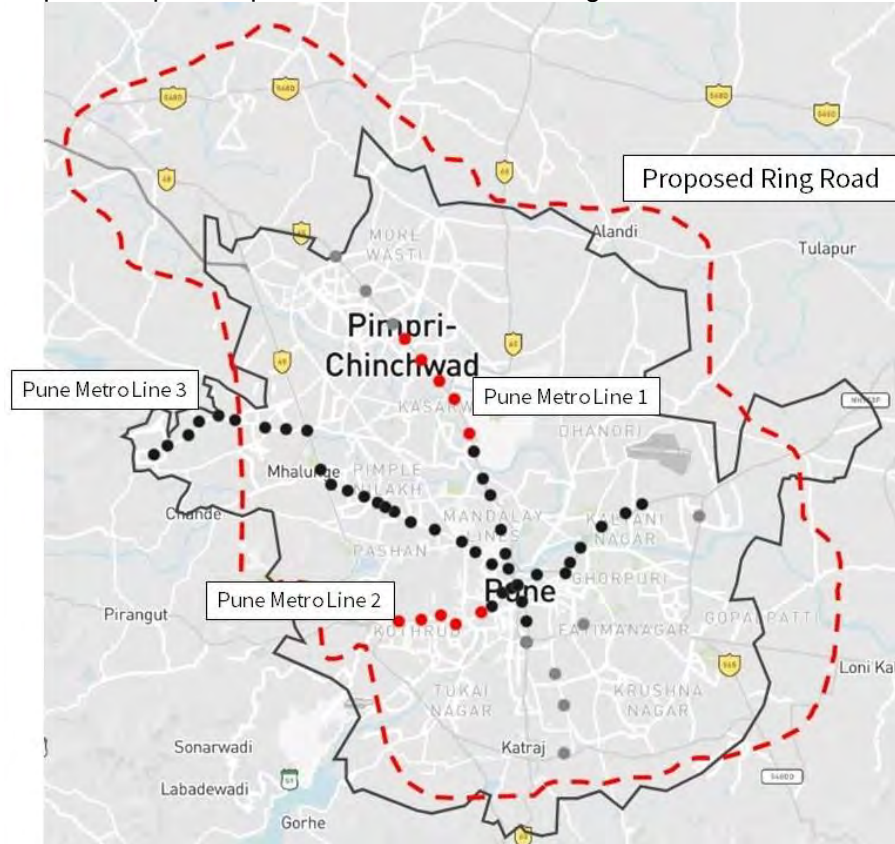 Proposed Ring Road
Alandi
Tulapur
MORE
WASTI
Pimpri-
Chinchwad
Pune Metro Line 3
Pune Metro Line 1
DHANORI
Mhalunge
PIMPLE
NILAKH
MANDALAY
LINES
KALYANI
NAGAR
Chande
PASHAN
GHORPURI
Pune
Pune Metro Line 2
Pirangut
KOTHRUD
FATIMANAGAR
GOPALPATTI
Loni Kal
TUKAI
NAGAR
KRUSHNA
NAGAR
Sonarwadi
Katraj
Labadewadi
Gorhe